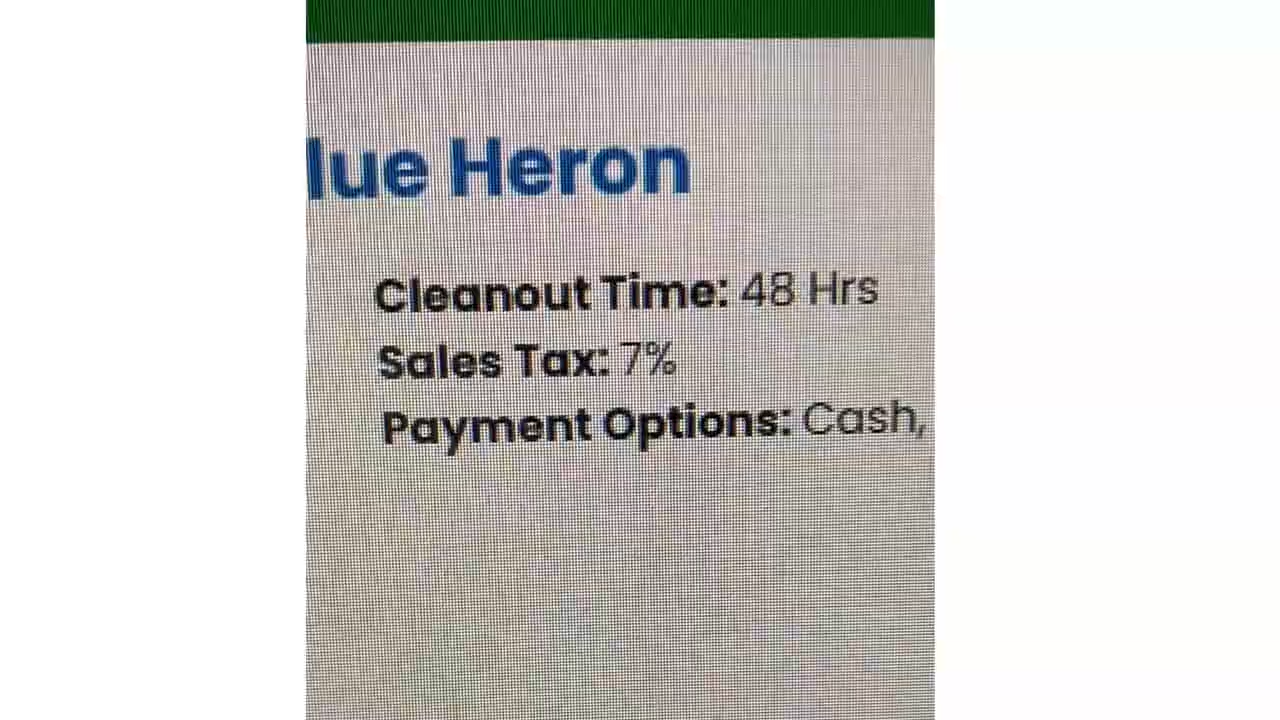 lue Heron
Cleanout Time: 48 Hrs
Sales Tax: 7%
Payment Options: Cash,